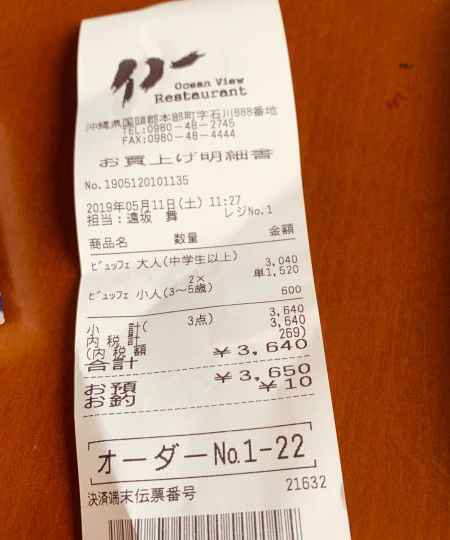 イノー
Ocean View
Restaurant
沖縄県国頭郡本部町字石川888番地
TEL:0980-48-2745
FAX:0980-48-4444
お買上げ明細書
No.1905120101135
2019年05月11日(土) 11:27
担当:遠坂 舞 レジNo.1
商品名 数量 金額
ビュッフェ 大人(中学生以上) 3,040
2× 単1,520
ビュッフェ 小人(3~5歳) 600
小 計( 3点) 3,640
内税計 3,640
(内税額 269)
合計 ¥3,640
お預 ¥3,650
お釣 ¥10
オーダーNo.1-22
決済端末伝票番号 21632